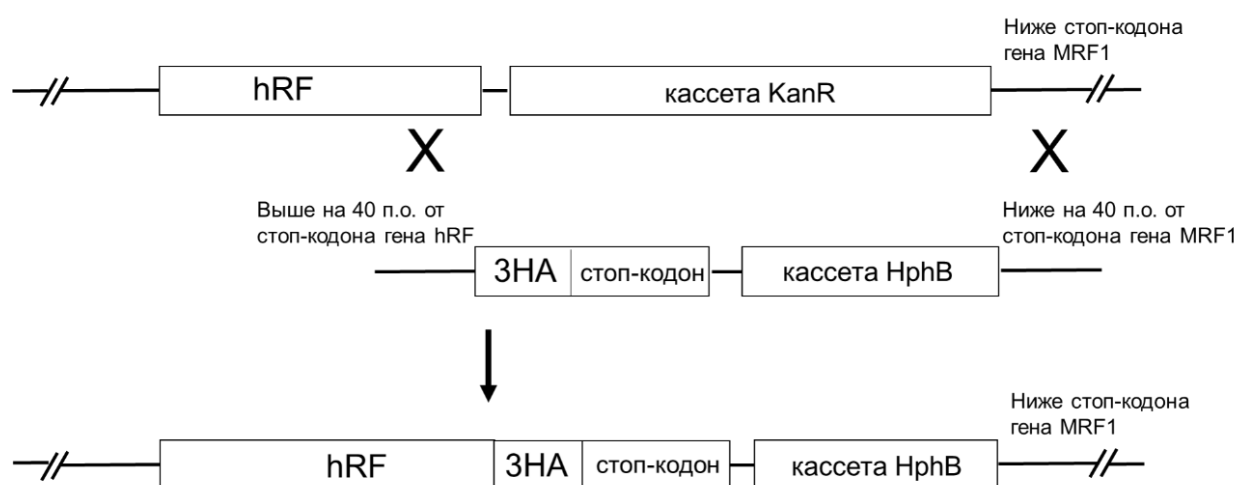 Ниже стоп-кодона
гена MRF1
hRF
кассета KanR
X
X
Выше на 40 п.о. от
стоп-кодона гена hRF
Ниже на 40 п.о. от
стоп-кодона гена MRF1
3HA
стоп-кодон
кассета HphB
Ниже стоп-кодона
гена MRF1
hRF
3HA
стоп-кодон
кассета HphB